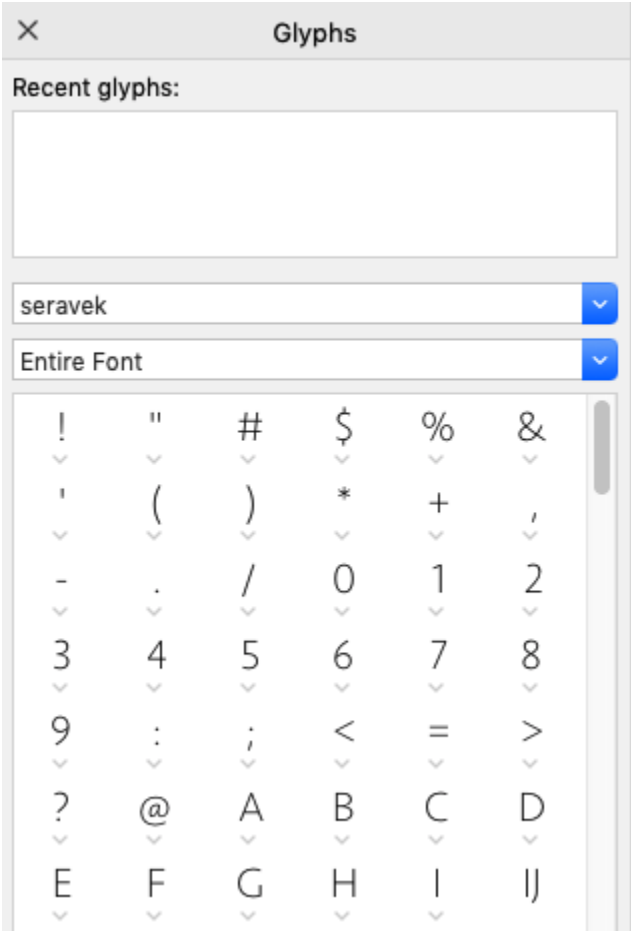 Glyphs
Recent glyphs:
seravek
Entire Font
! " # $ % &
' ( ) * + ,
- . / 0 1 2
3 4 5 6 7 8
9 : ; < = >
? @ A B C D
E F G H I IJ